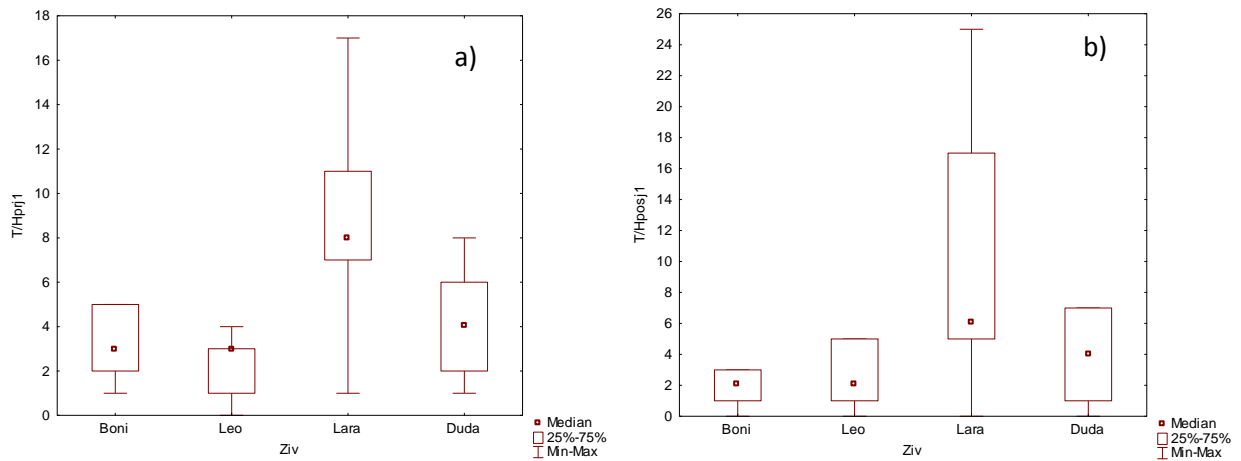 a)
T/Hprj1
18
16
14
12
10
8
6
4
2
0
Boni Leo Lara Duda
Ziv
Median
25%-75%
Min-Max
b)
T/Hposj1
26
24
22
20
18
16
14
12
10
8
6
4
2
0
Boni Leo Lara Duda
Ziv
Median
25%-75%
Min-Max